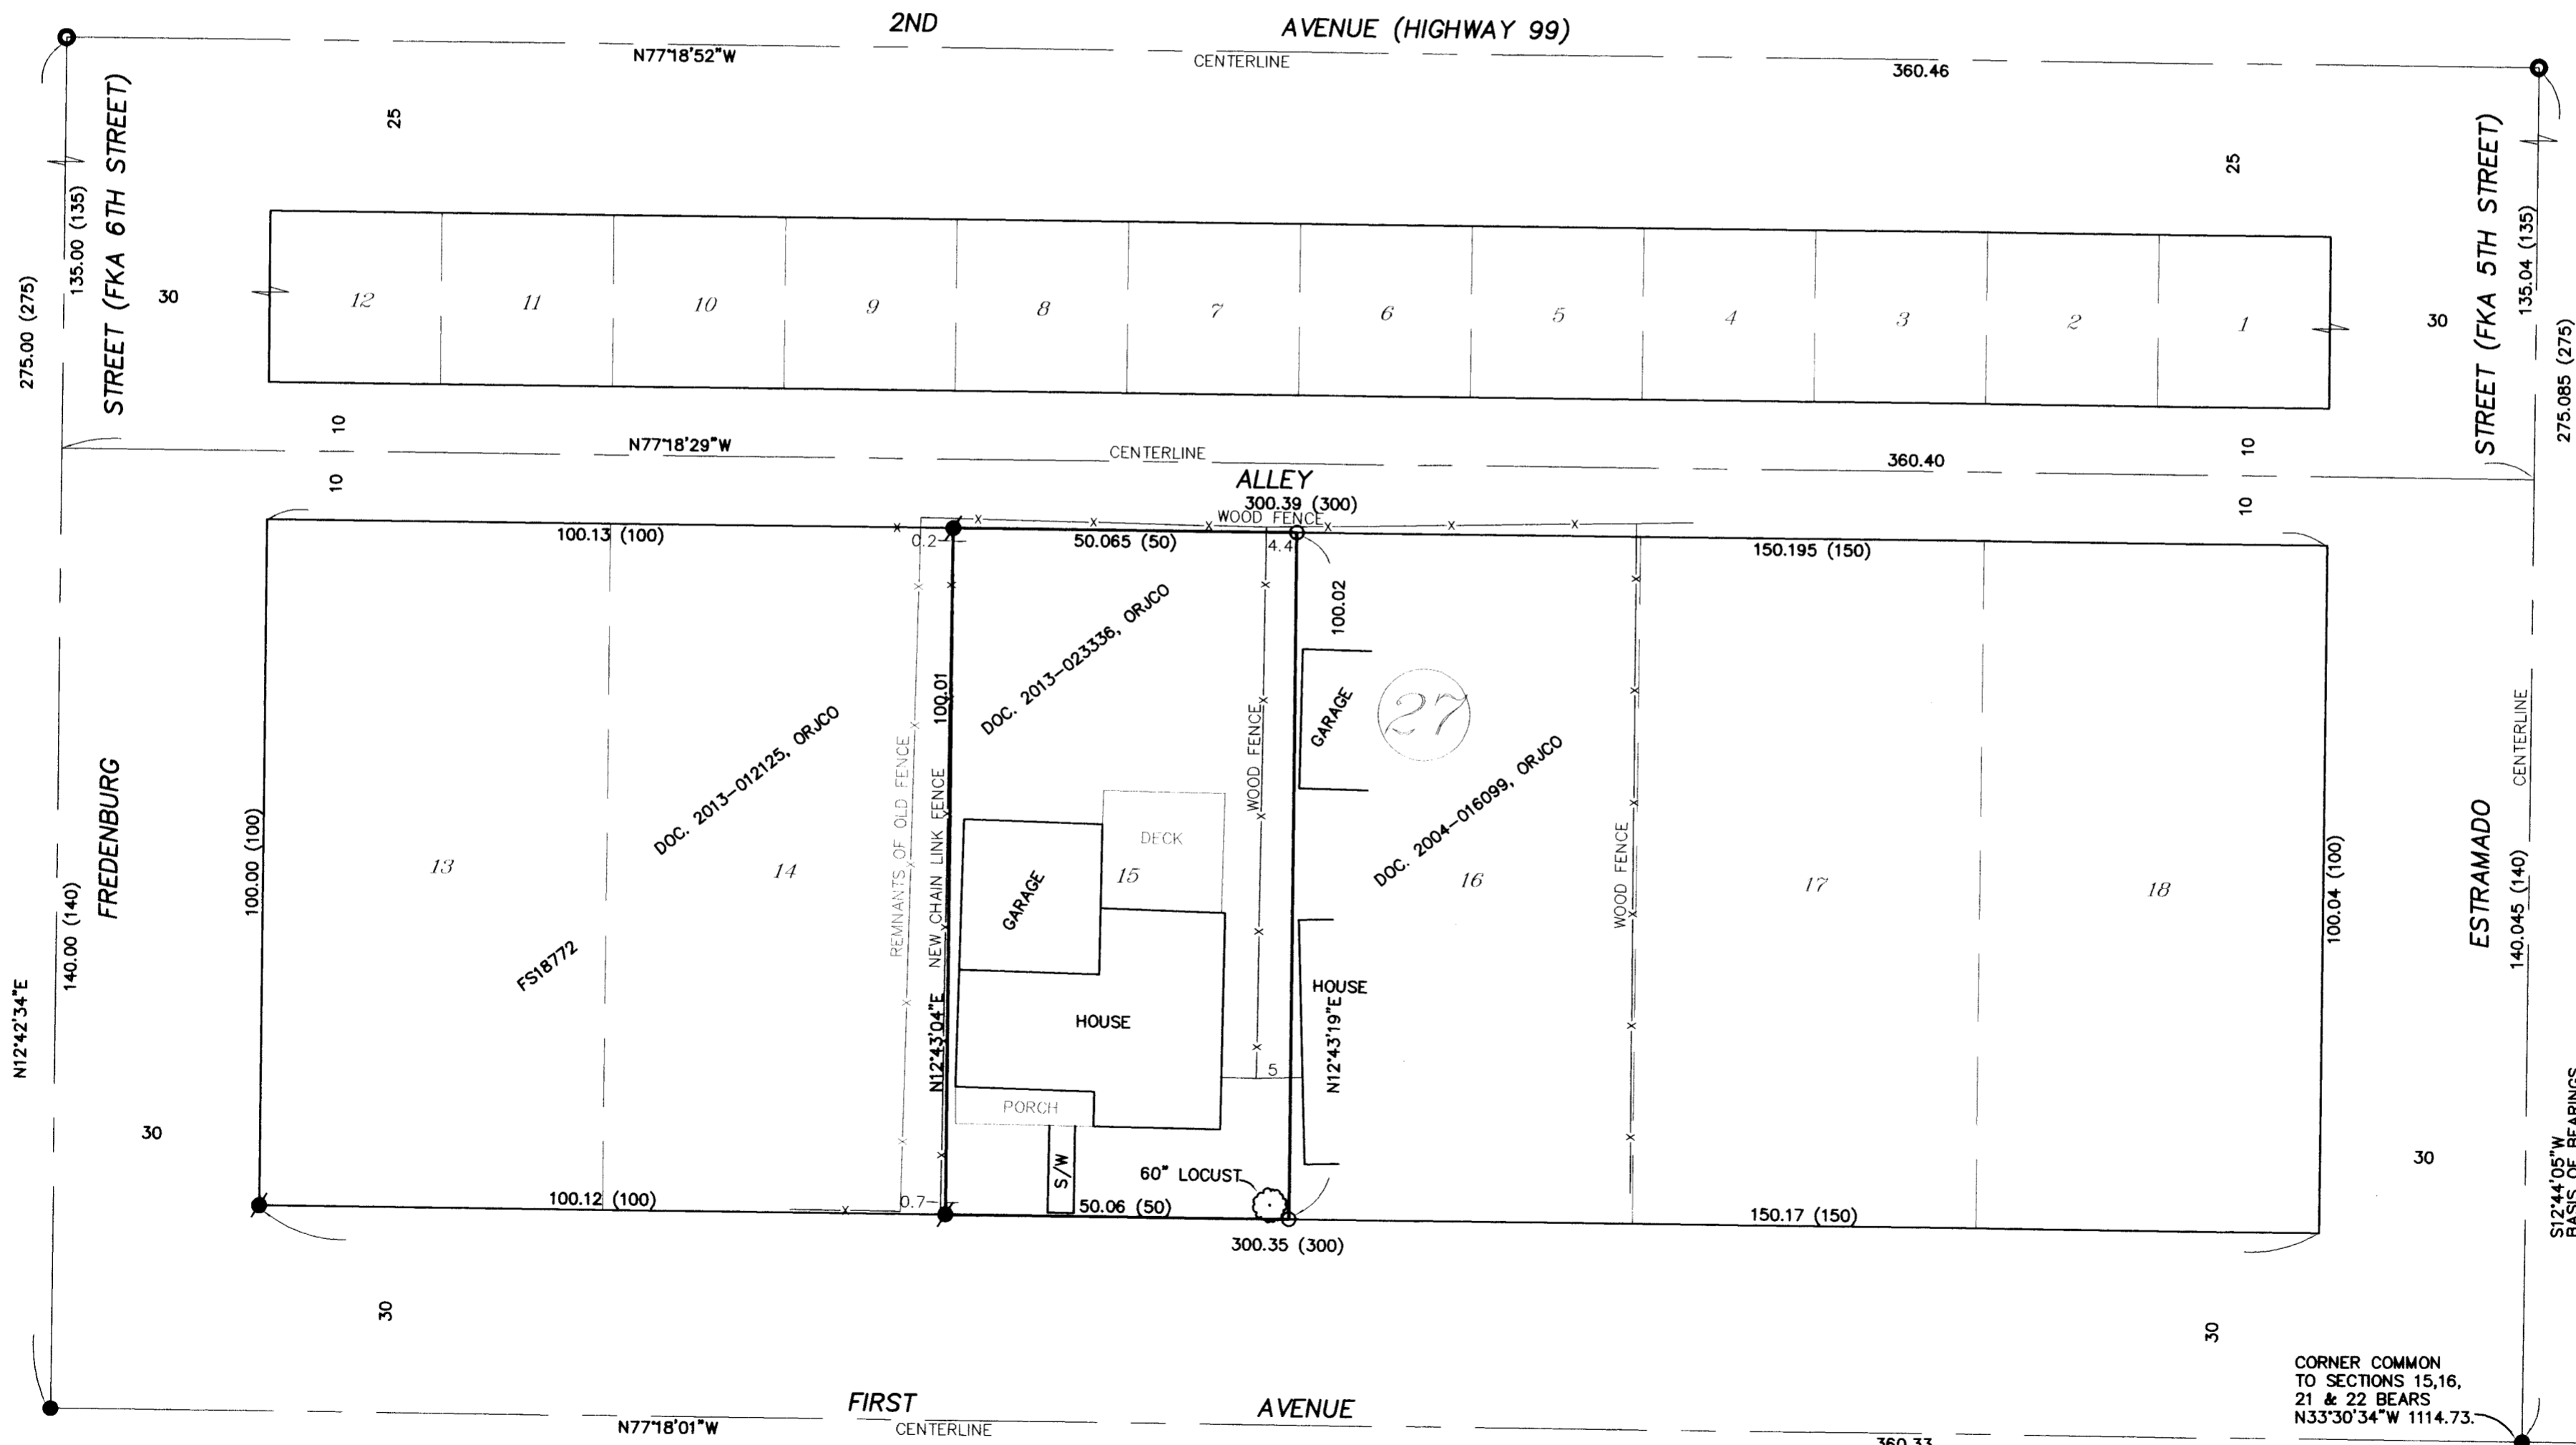 2ND AVENUE (HIGHWAY 99)
N77°18'52"W
CENTERLINE
360.46
25
25
STREET (FKA 6TH STREET)
135.00 (135)
275.00 (275)
30
STREET (FKA 5TH STREET)
135.04 (135)
275.085 (275)
30
12
11
10
9
8
7
6
5
4
3
2
1
10
N77°18'29"W
CENTERLINE
360.40
10
10
ALLEY
10
300.39 (300)
WOOD FENCE
100.13 (100)
0.2
50.065 (50)
4.4
150.195 (150)
100.02
DOC. 2013-023336, ORJCO
100.01
GARAGE
27
DOC. 2013-012125, ORJCO
REMNANTS OF OLD FENCE
NEW CHAIN LINK FENCE
WOOD FENCE
DOC. 2004-016099, ORJCO
WOOD FENCE
CENTERLINE
FREDENBURG
100.00 (100)
140.00 (140)
N12°42'34"E
13
14
DECK
15
GARAGE
16
17
18
100.04 (100)
ESTRAMADO
140.045 (140)
FS18772
HOUSE
HOUSE
N12°43'04"E
N12°43'19"E
5
PORCH
S/W
60" LOCUST
30
30
S12°44'05"W
BASIS OF BEARINGS
100.12 (100)
0.7
50.06 (50)
150.17 (150)
300.35 (300)
30
30
FIRST AVENUE
N77°18'01"W
CENTERLINE
360.33
CORNER COMMON
TO SECTIONS 15,16,
21 & 22 BEARS
N33°30'34"W 1114.73.